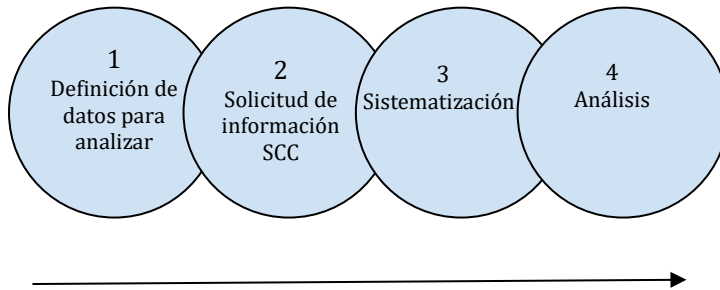 1
Definición de
datos para
analizar
2
Solicitud de
información
SCC
3
Sistematización
4
Análisis